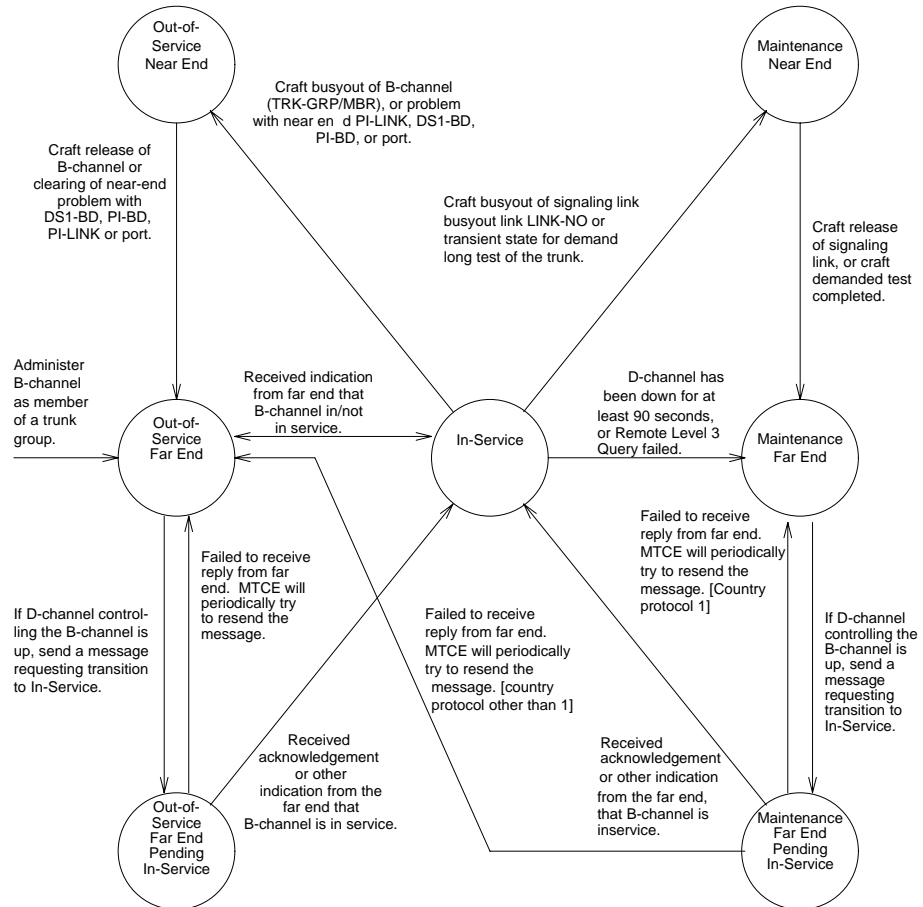 Out-of-
Service
Near End
Maintenance
Near End
Craft busyout of B-channel
(TRK-GRP/MBR), or problem
with near en d PI-LINK, DS1-BD,
PI-BD, or port.
Craft release of
B-channel or
clearing of near-end
problem with
DS1-BD, PI-BD,
PI-LINK or port.
Craft busyout of signaling link
busyout link LINK-NO or
transient state for demand
long test of the trunk.
Craft release
of signaling
link, or craft
demanded test
completed.
Administer
B-channel
as member
of a trunk
group.
Received indication
from far end that
B-channel in/not
in service.
D-channel has
been down for at
least 90 seconds,
or Remote Level 3
Query failed.
Out-of-
Service
Far End
In-Service
Maintenance
Far End
Failed to receive
reply from far
end. MTCE will
periodically try
to resend the
message.
Failed to receive
reply from far end.
MTCE will periodically
try to resend the
message. [Country
protocol 1]
If D-channel control-
ling the B-channel is
up, send a message
requesting transition
to In-Service.
Failed to receive
reply from far end.
MTCE will periodically
try to resend the
message. [country
protocol other than 1]
If D-channel
controlling the
B-channel is
up, send a
message
requesting
transition to
In-Service.
Received
acknowledgement
or other
indication from the
far end that
B-channel is in service.
Received
acknowledgement
or other indication
from the far end,
that B-channel is
inservice.
Out-of-
Service
Far End
Pending
In-Service
Maintenance
Far End
Pending
In-Service